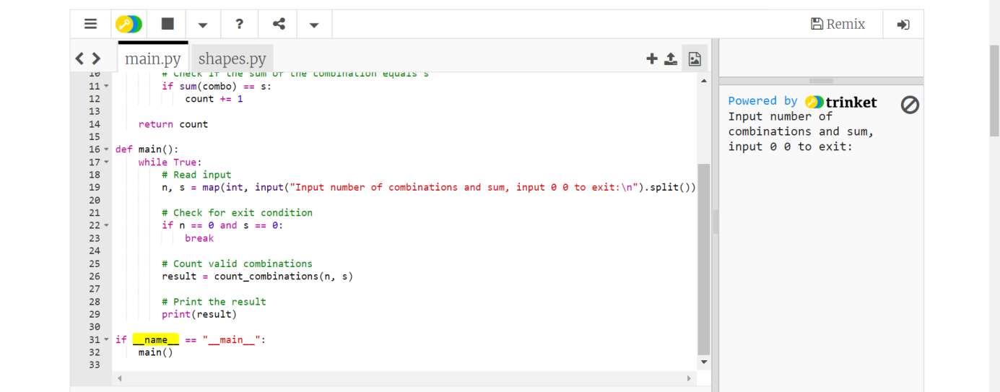 ? Remix
main.py shapes.py
10 # Check if the sum of the combination equals s
11 if sum(combo) == s:
12 count += 1
13
14 return count
15
16 def main():
17 while True:
18 # Read input
19 n, s = map(int, input("Input number of combinations and sum, input 0 0 to exit:\n").split())
20
21 # Check for exit condition
22 if n == 0 and s == 0:
23 break
24
25 # Count valid combinations
26 result = count_combinations(n, s)
27
28 # Print the result
29 print(result)
30
31 if __name__ == "__main__":
32 main()
33
Powered by trinket
Input number of
combinations and sum,
input 0 0 to exit: